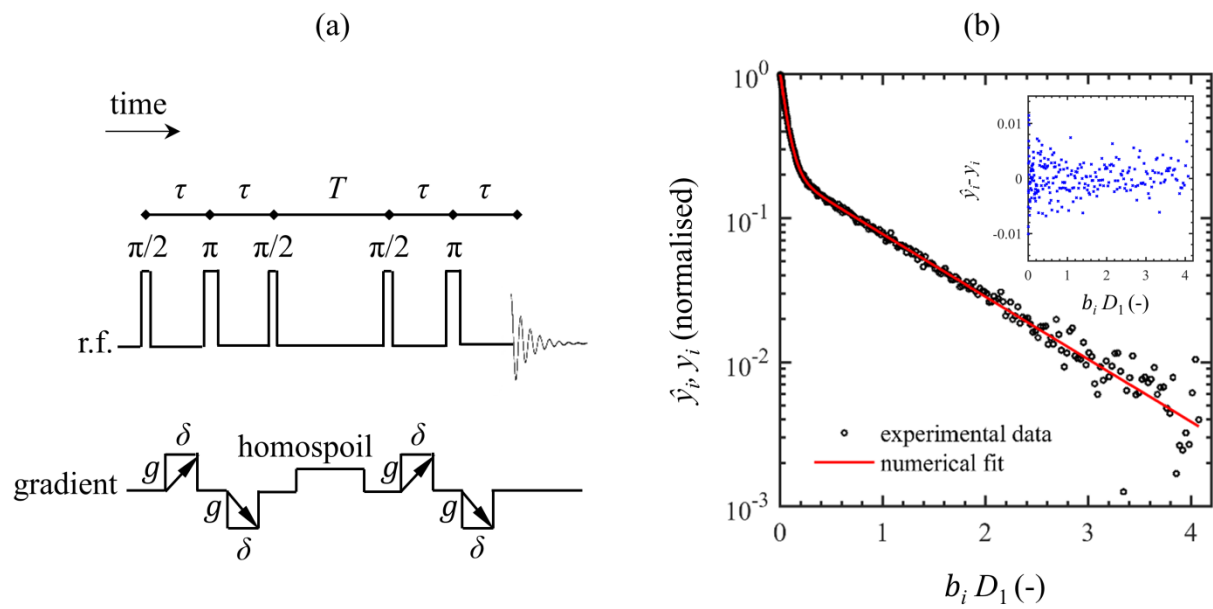 (a)
time
τ τ T τ τ
π/2 π π/2 π/2 π
r.f.
δ homospoil δ
g g
gradient
g g
δ δ
(b)
10⁰
10⁻¹
10⁻²
10⁻³
ŷᵢ, yᵢ (normalised)
0 1 2 3 4
bᵢ D₁ (-)
experimental data
numerical fit
0.01
0
-0.01
ŷᵢ-yᵢ
0 1 2 3 4
bᵢ D₁ (-)